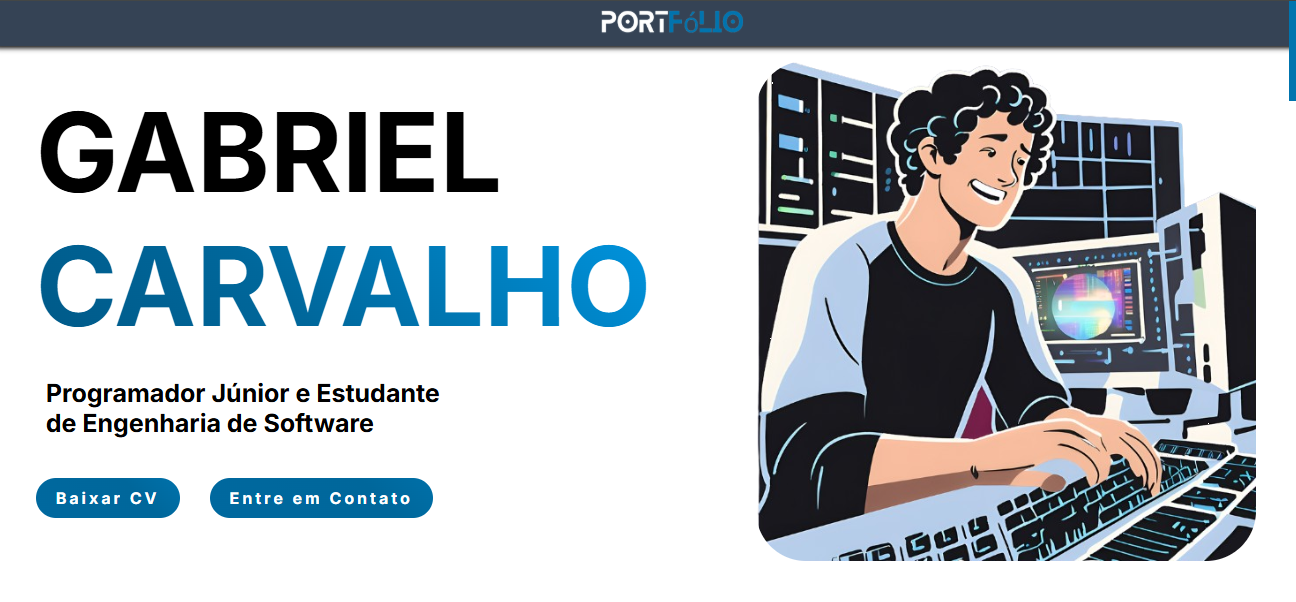 PORTFóLIO
GABRIEL
CARVALHO
Programador Júnior e Estudante
de Engenharia de Software
Baixar CV
Entre em Contato